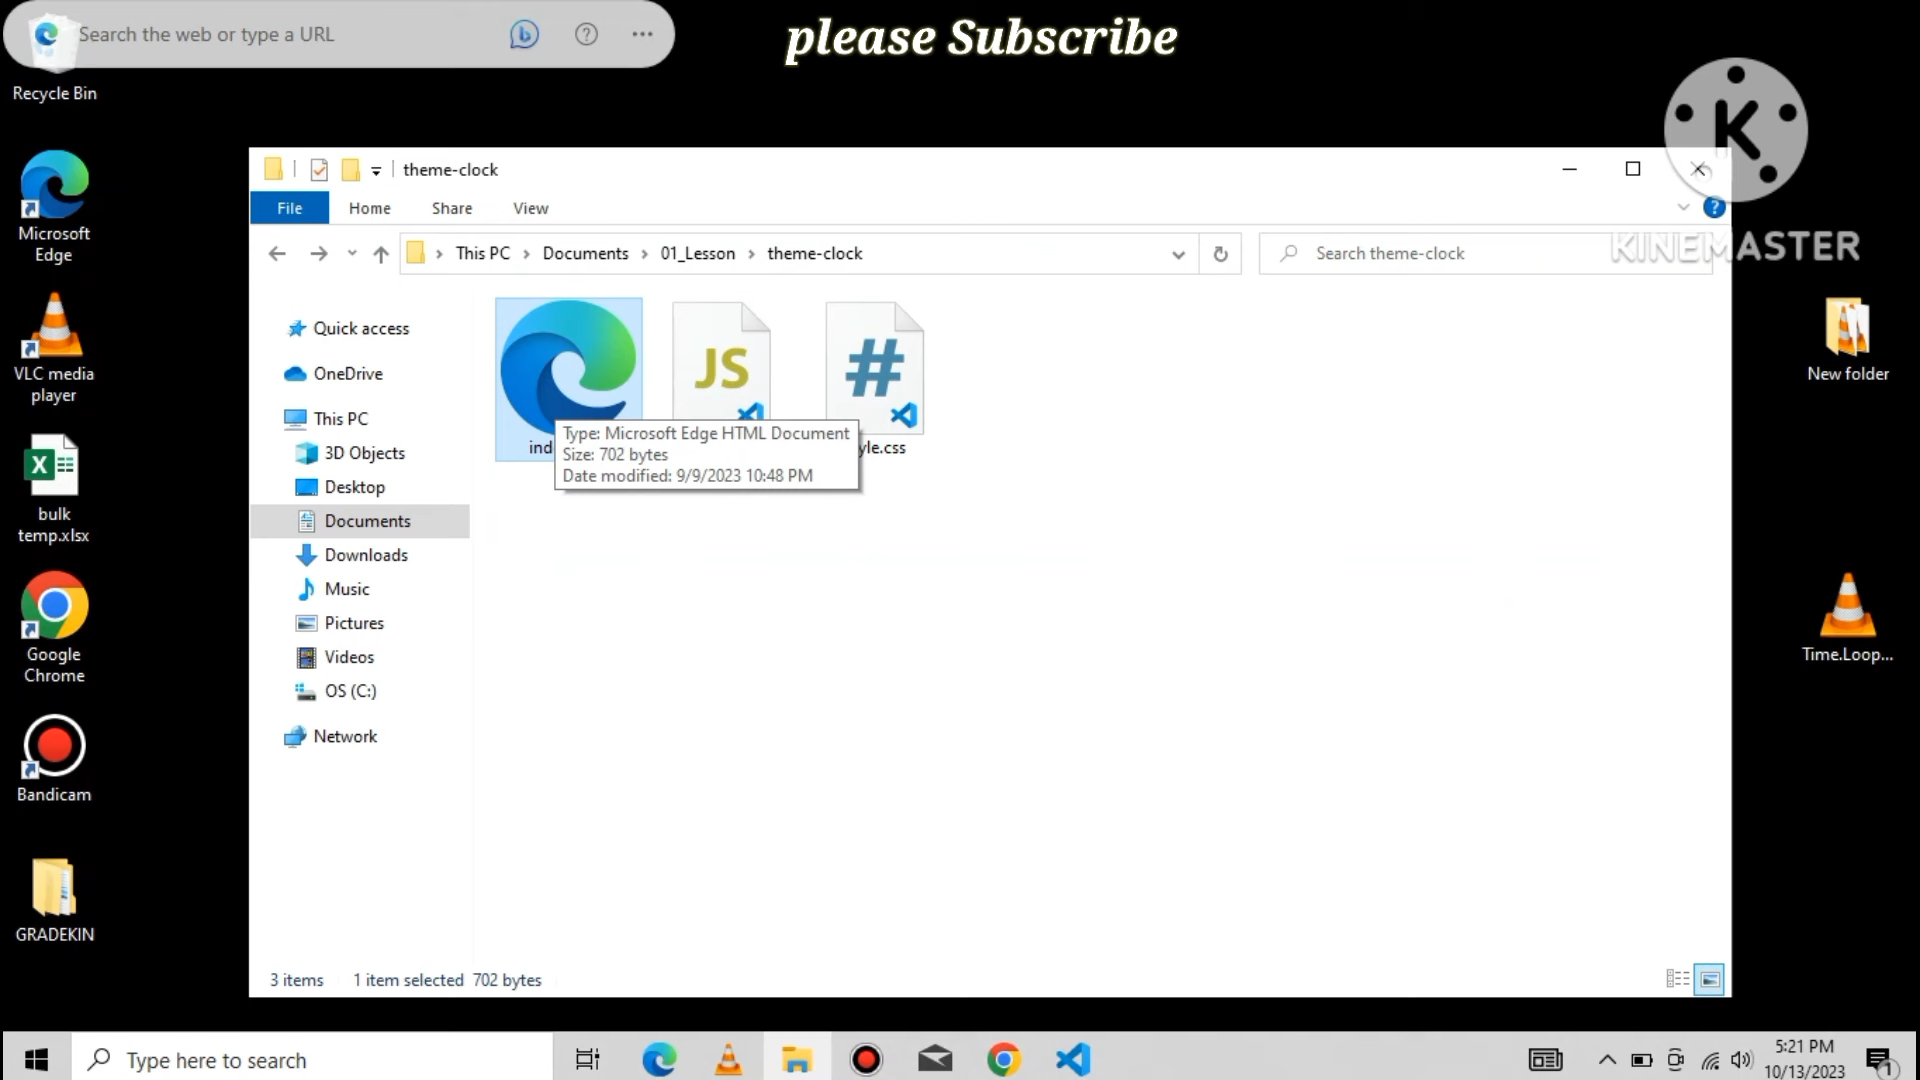 Search the web or type a URL
please Subscribe
Recycle Bin
K
KINEMASTER
theme-clock
File
Home
Share
View
This PC
Documents
01_Lesson
theme-clock
Search theme-clock
Microsoft
Edge
VLC media
player
bulk
temp.xlsx
Google
Chrome
Bandicam
GRADEKIN
Quick access
OneDrive
This PC
3D Objects
Desktop
Documents
Downloads
Music
Pictures
Videos
OS (C:)
Network
JS
#
Type: Microsoft Edge HTML Document
Size: 702 bytes
Date modified: 9/9/2023 10:48 PM
New folder
Time.Loop...
3 items
1 item selected 702 bytes
Type here to search
5:21 PM
10/13/2023
1